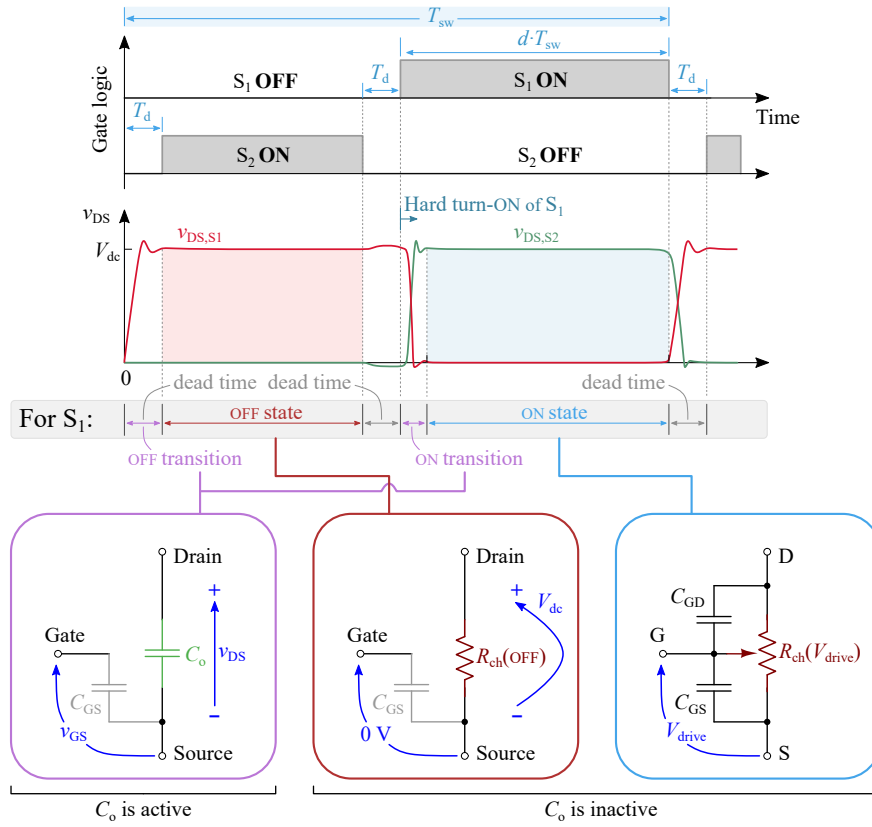 T_sw
d·T_sw
Gate logic
S₁ OFF
T_d
S₁ ON
T_d
Time
T_d
S₂ ON
S₂ OFF
v_DS
Hard turn-ON of S₁
v_DS,S1
v_DS,S2
V_dc
0
dead time
dead time
dead time
For S₁:
OFF state
ON state
OFF transition
ON transition
Drain
+
Gate
C_o
v_DS
C_GS
v_GS
–
Source
Drain
+
V_dc
Gate
R_ch(OFF)
C_GS
0 V
–
Source
D
C_GD
G
R_ch(V_drive)
C_GS
V_drive
S
C_o is active
C_o is inactive